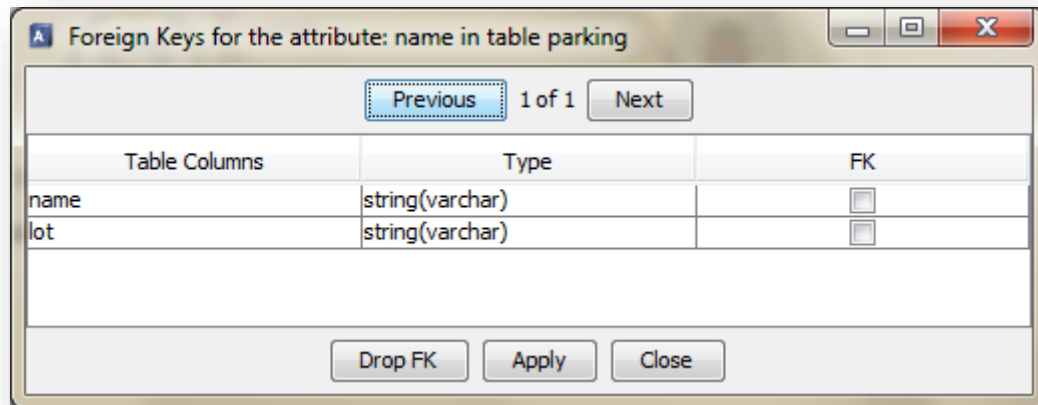 A Foreign Keys for the attribute: name in table parking
Previous 1 of 1 Next
Table Columns Type FK
name string(varchar)
lot string(varchar)
Drop FK Apply Close